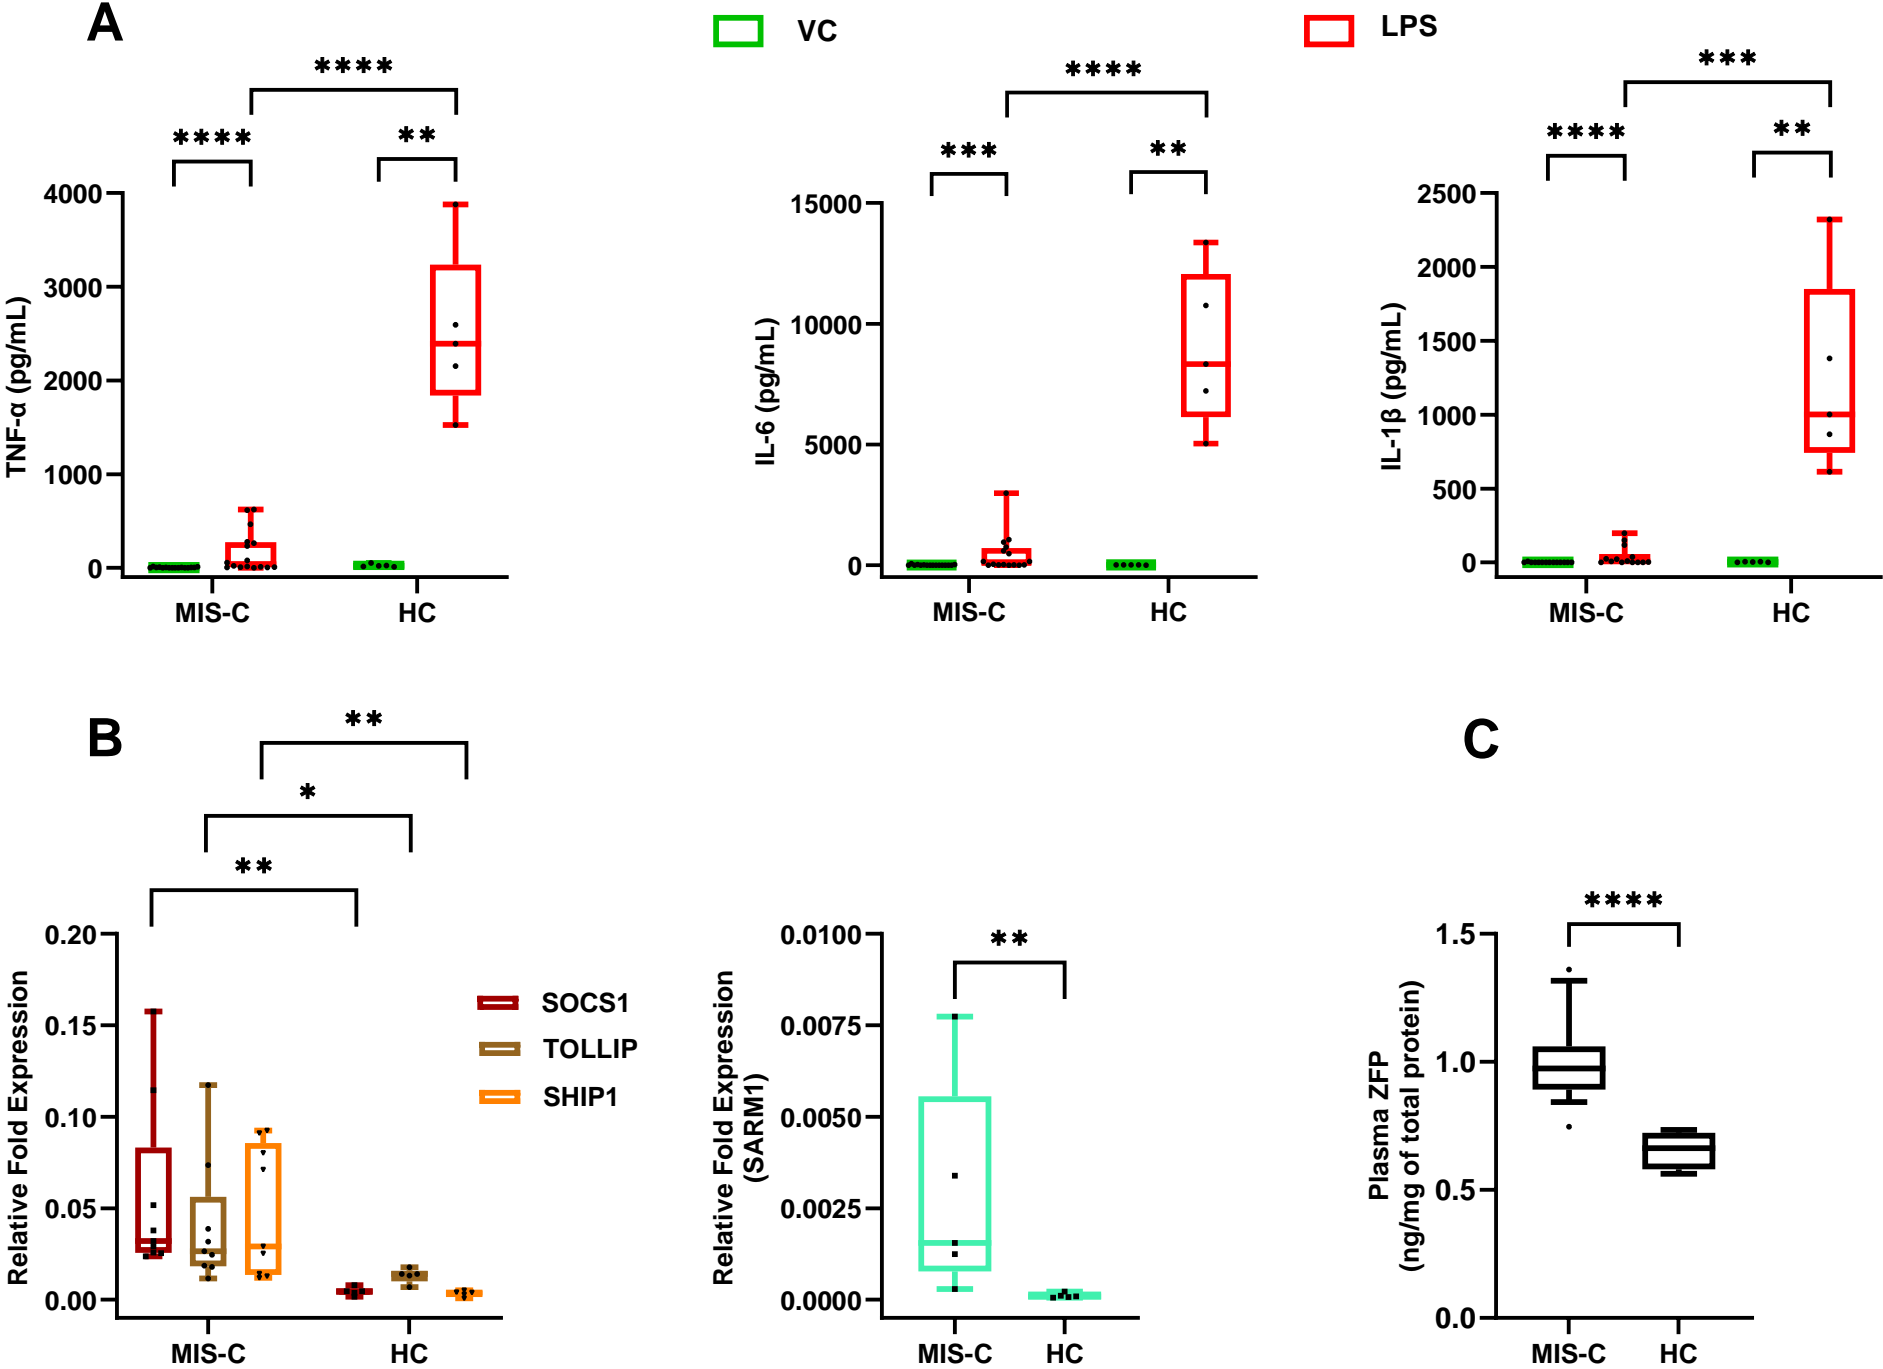 A
VC
LPS
**** **** ***
**** ** *** ** **** **
TNF-α (pg/mL)
4000
3000
2000
1000
0
MIS-C HC
IL-6 (pg/mL)
15000
10000
5000
0
MIS-C HC
IL-1β (pg/mL)
2500
2000
1500
1000
500
0
MIS-C HC
B
**
*
**
Relative Fold Expression
0.20
0.15
0.10
0.05
0.00
MIS-C HC
SOCS1
TOLLIP
SHIP1
**
Relative Fold Expression
(SARM1)
0.0100
0.0075
0.0050
0.0025
0.0000
MIS-C HC
C
****
Plasma ZFP
(ng/mg of total protein)
1.5
1.0
0.5
0.0
MIS-C HC